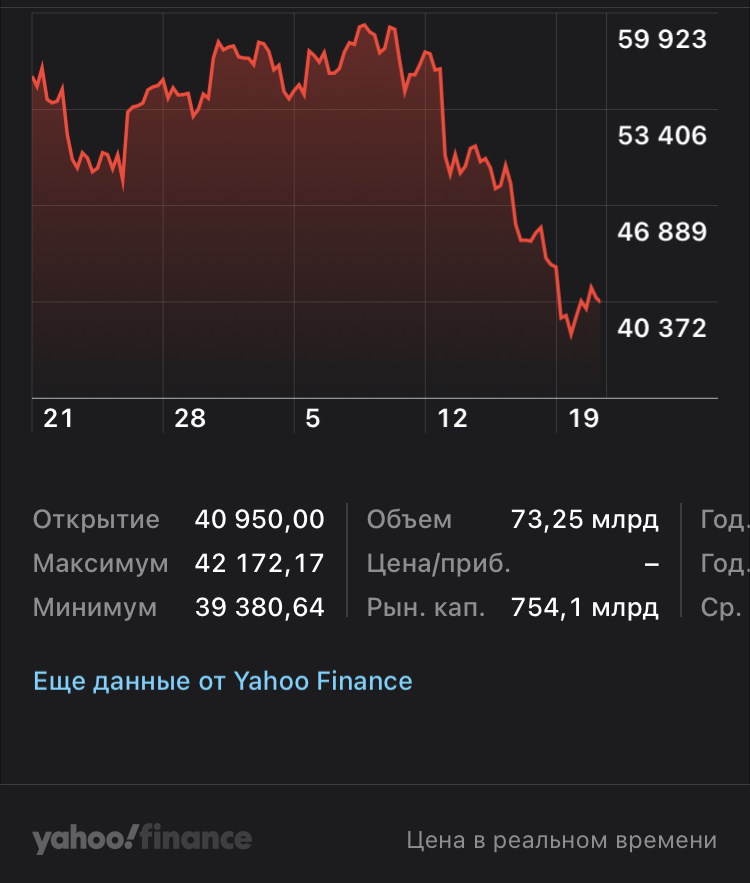 59 923
53 406
46 889
40 372
21 28 5 12 19
Открытие 40 950,00 Объем 73,25 млрд Год.
Максимум 42 172,17 Цена/приб. – Год.
Минимум 39 380,64 Рын. кап. 754,1 млрд Ср.
Еще данные от Yahoo Finance
yahoo!finance Цена в реальном времени